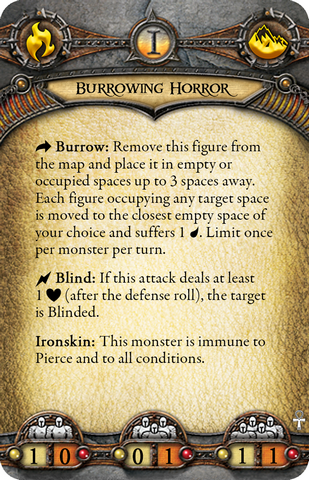 I
Burrowing Horror
Burrow: Remove this figure from
the map and place it in empty or
occupied spaces up to 3 spaces away.
Each figure occupying any target space
is moved to the closest empty space of
your choice and suffers 1 . Limit once
per monster per turn.
Blind: If this attack deals at least
1 (after the defense roll), the target
is Blinded.
Ironskin: This monster is immune to
Pierce and to all conditions.
1 0 0 1 1 1